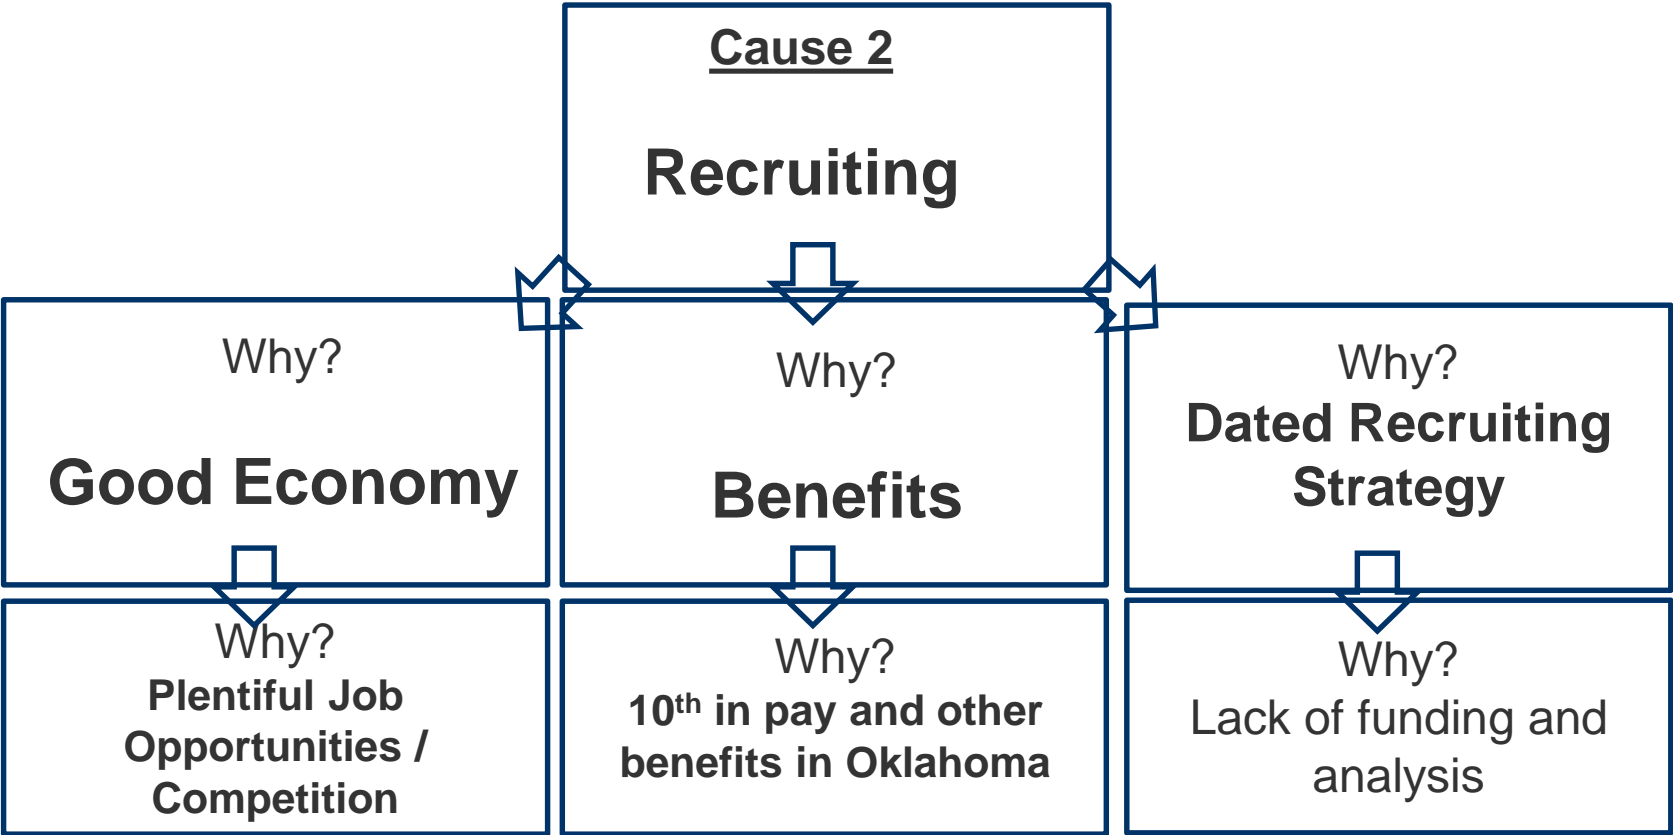 Cause 2
Recruiting
Why?
Good Economy
Why?
Benefits
Why?
Dated Recruiting
Strategy
Why?
Plentiful Job
Opportunities /
Competition
Why?
10th in pay and other
benefits in Oklahoma
Why?
Lack of funding and
analysis